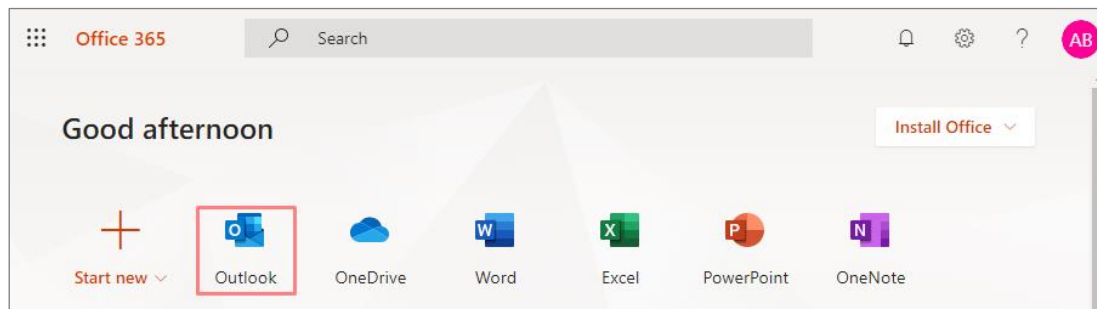 Office 365 Search ? AB
Good afternoon Install Office
O W X P N
Start new Outlook OneDrive Word Excel PowerPoint OneNote